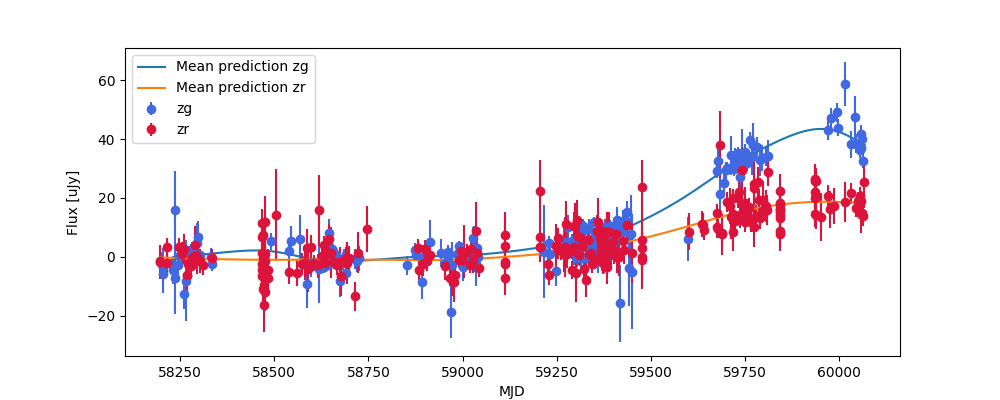 Mean prediction zg
Mean prediction zr
zg
zr
60
40
20
0
−20
Flux [uJy]
58250 58500 58750 59000 59250 59500 59750 60000
MJD